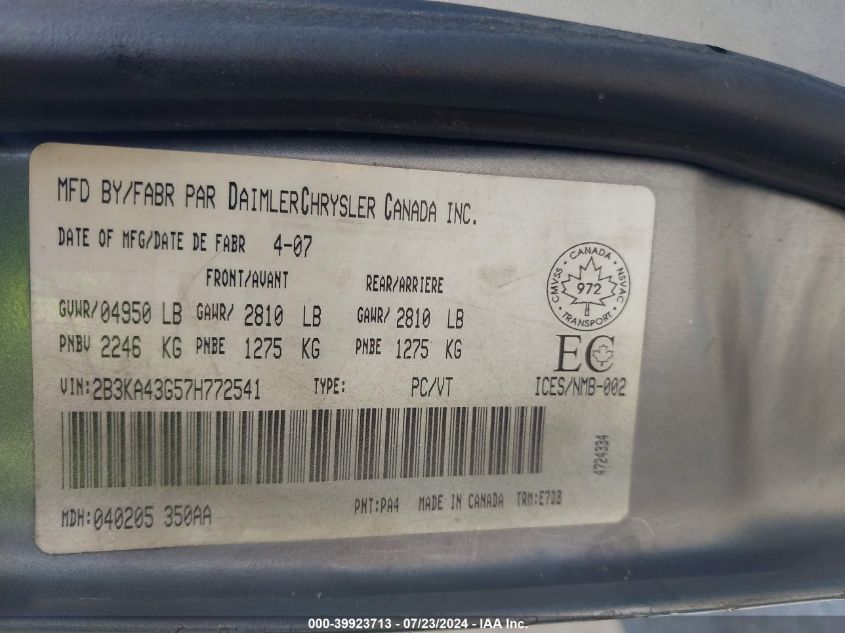 MFD BY/FABR PAR DAIMLERCHRYSLER CANADA INC.
DATE OF MFG/DATE DE FABR 4-07
FRONT/AVANT REAR/ARRIERE
GVWR/04950 LB GAWR/ 2810 LB GAWR/ 2810 LB
PNBV 2246 KG PNBE 1275 KG PNBE 1275 KG
VIN:2B3KA43G57H772541 TYPE: PC/VT
CANADA
CMVSS NSVAC
972
TRANSPORT
EC
ICES/NMB-002
4724334
PNT:PA4 MADE IN CANADA TRM:E7DB
MDH:040205 350AA
000-39923713 - 07/23/2024 - IAA Inc.